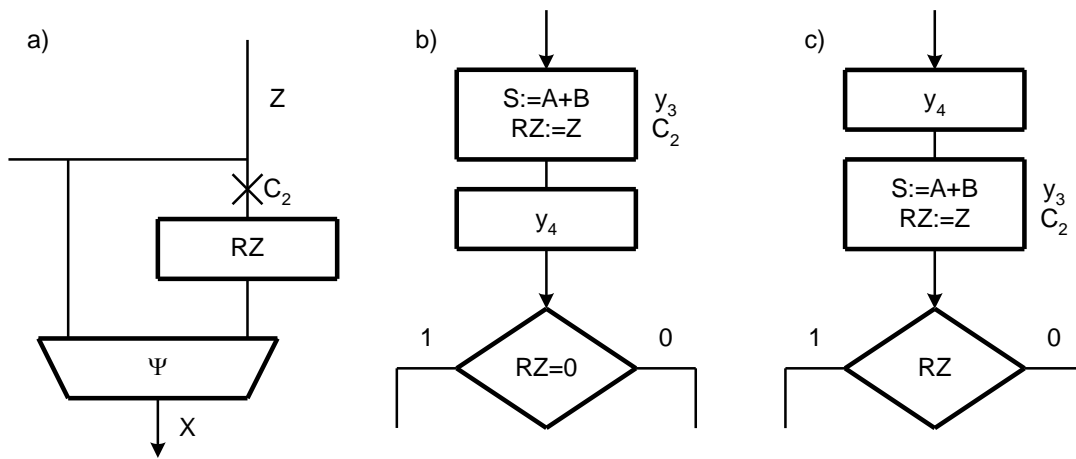 a)
Z
C₂
RZ
Ψ
X
b)
S:=A+B
RZ:=Z
y₃
C₂
y₄
1
0
RZ=0
c)
y₄
S:=A+B
RZ:=Z
y₃
C₂
1
0
RZ